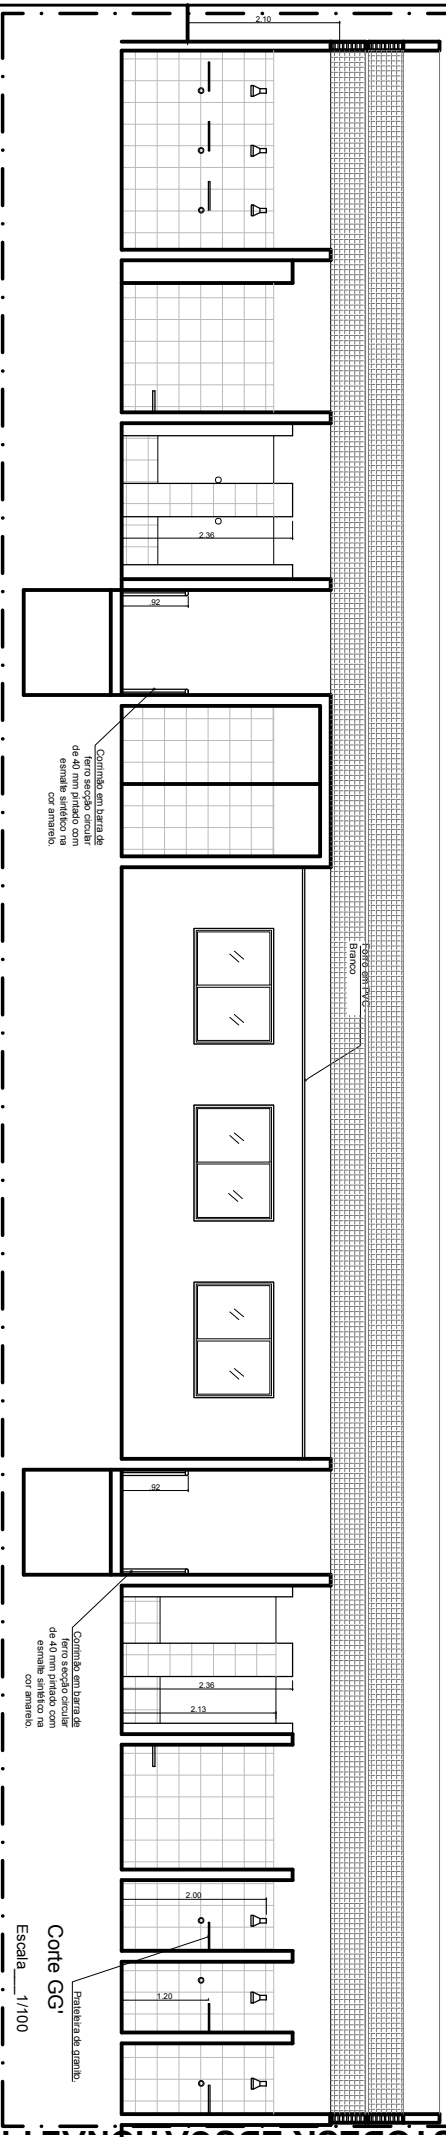 2.10
2.36
.92
Corrimão em barra de
ferro secção circular
de 40 mm pintado com
esmalte sintético na
cor amarelo.
Forro em PVC
Branco
.92
Corrimão em barra de
ferro secção circular
de 40 mm pintado com
esmalte sintético na
cor amarelo.
2.36
2.13
2.00
1.20
Prateleira de granito.
Corte GG'
Escala___1/100